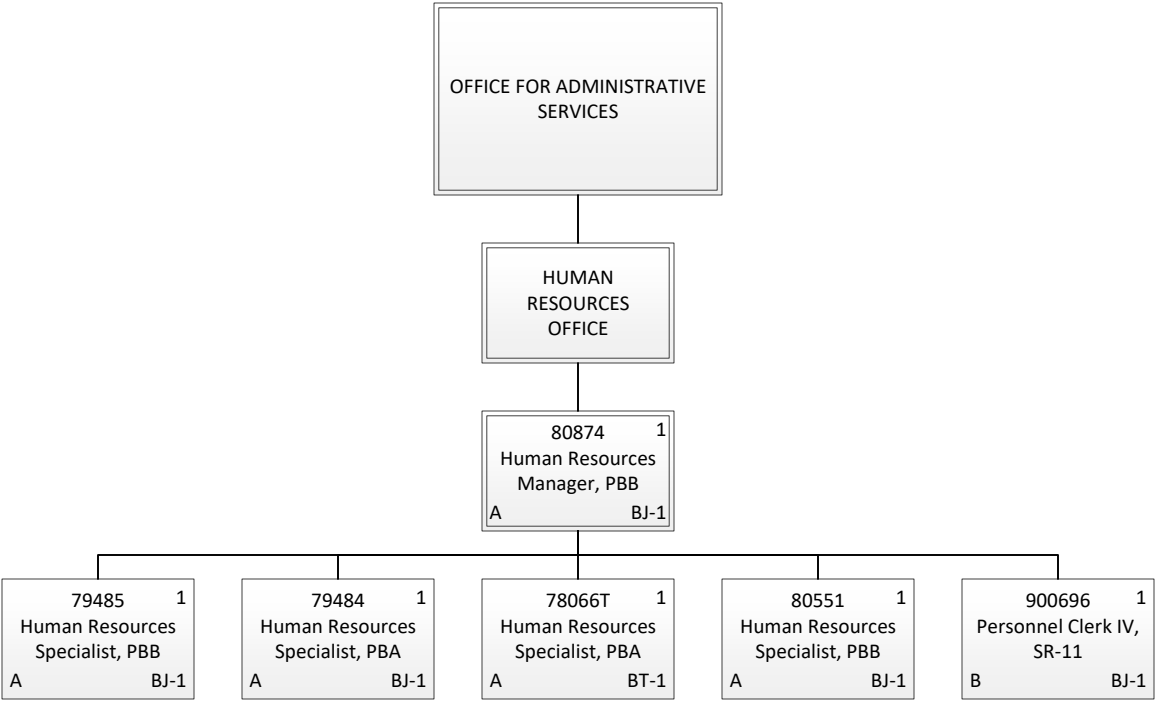 OFFICE FOR ADMINISTRATIVE
SERVICES
HUMAN
RESOURCES
OFFICE
80874 1
Human Resources
Manager, PBB
A BJ-1
79485 1
Human Resources
Specialist, PBB
A BJ-1
79484 1
Human Resources
Specialist, PBA
A BJ-1
78066T 1
Human Resources
Specialist, PBA
A BT-1
80551 1
Human Resources
Specialist, PBB
A BJ-1
900696 1
Personnel Clerk IV,
SR-11
B BJ-1